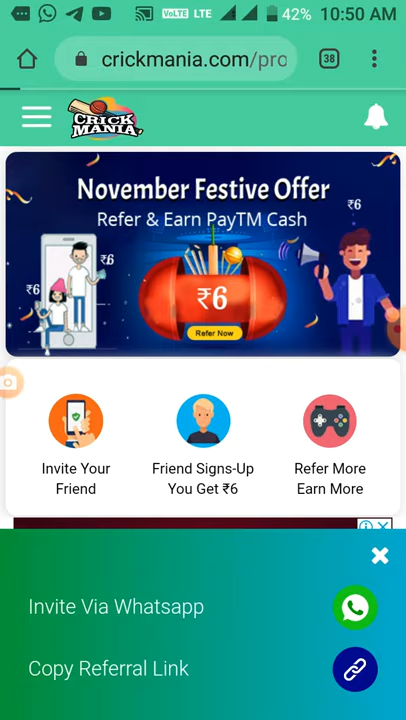 VoLTE LTE 42% 10:50 AM
crickmania.com/pro
38
CRICK
MANIA
November Festive Offer
Refer & Earn PayTM Cash
₹6
₹6
₹6
₹6
Refer Now
Invite Your
Friend
Friend Signs-Up
You Get ₹6
Refer More
Earn More
Invite Via Whatsapp
Copy Referral Link